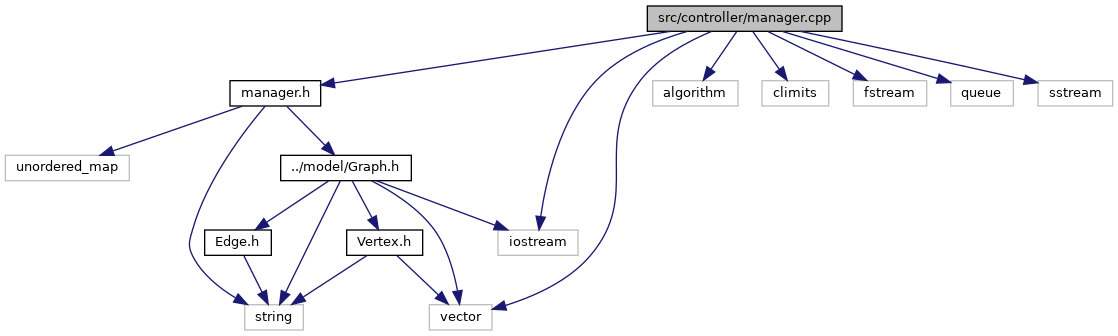 src/controller/manager.cpp
manager.h
algorithm
climits
fstream
queue
sstream
unordered_map
../model/Graph.h
Edge.h
Vertex.h
iostream
string
vector